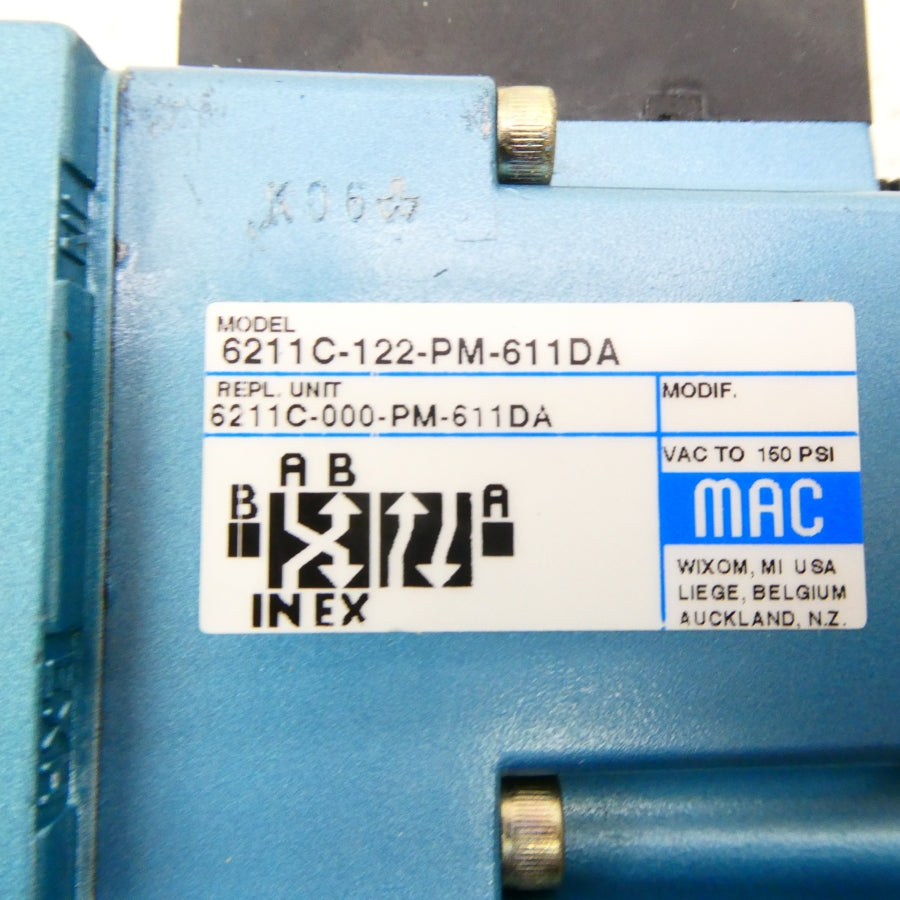 K06
MODEL
6211C-122-PM-611DA
REPL. UNIT
6211C-000-PM-611DA
MODIF.
VAC TO 150 PSI
MAC
WIXOM, MI USA
LIEGE, BELGIUM
AUCKLAND, N.Z.
A B
B
A
IN EX